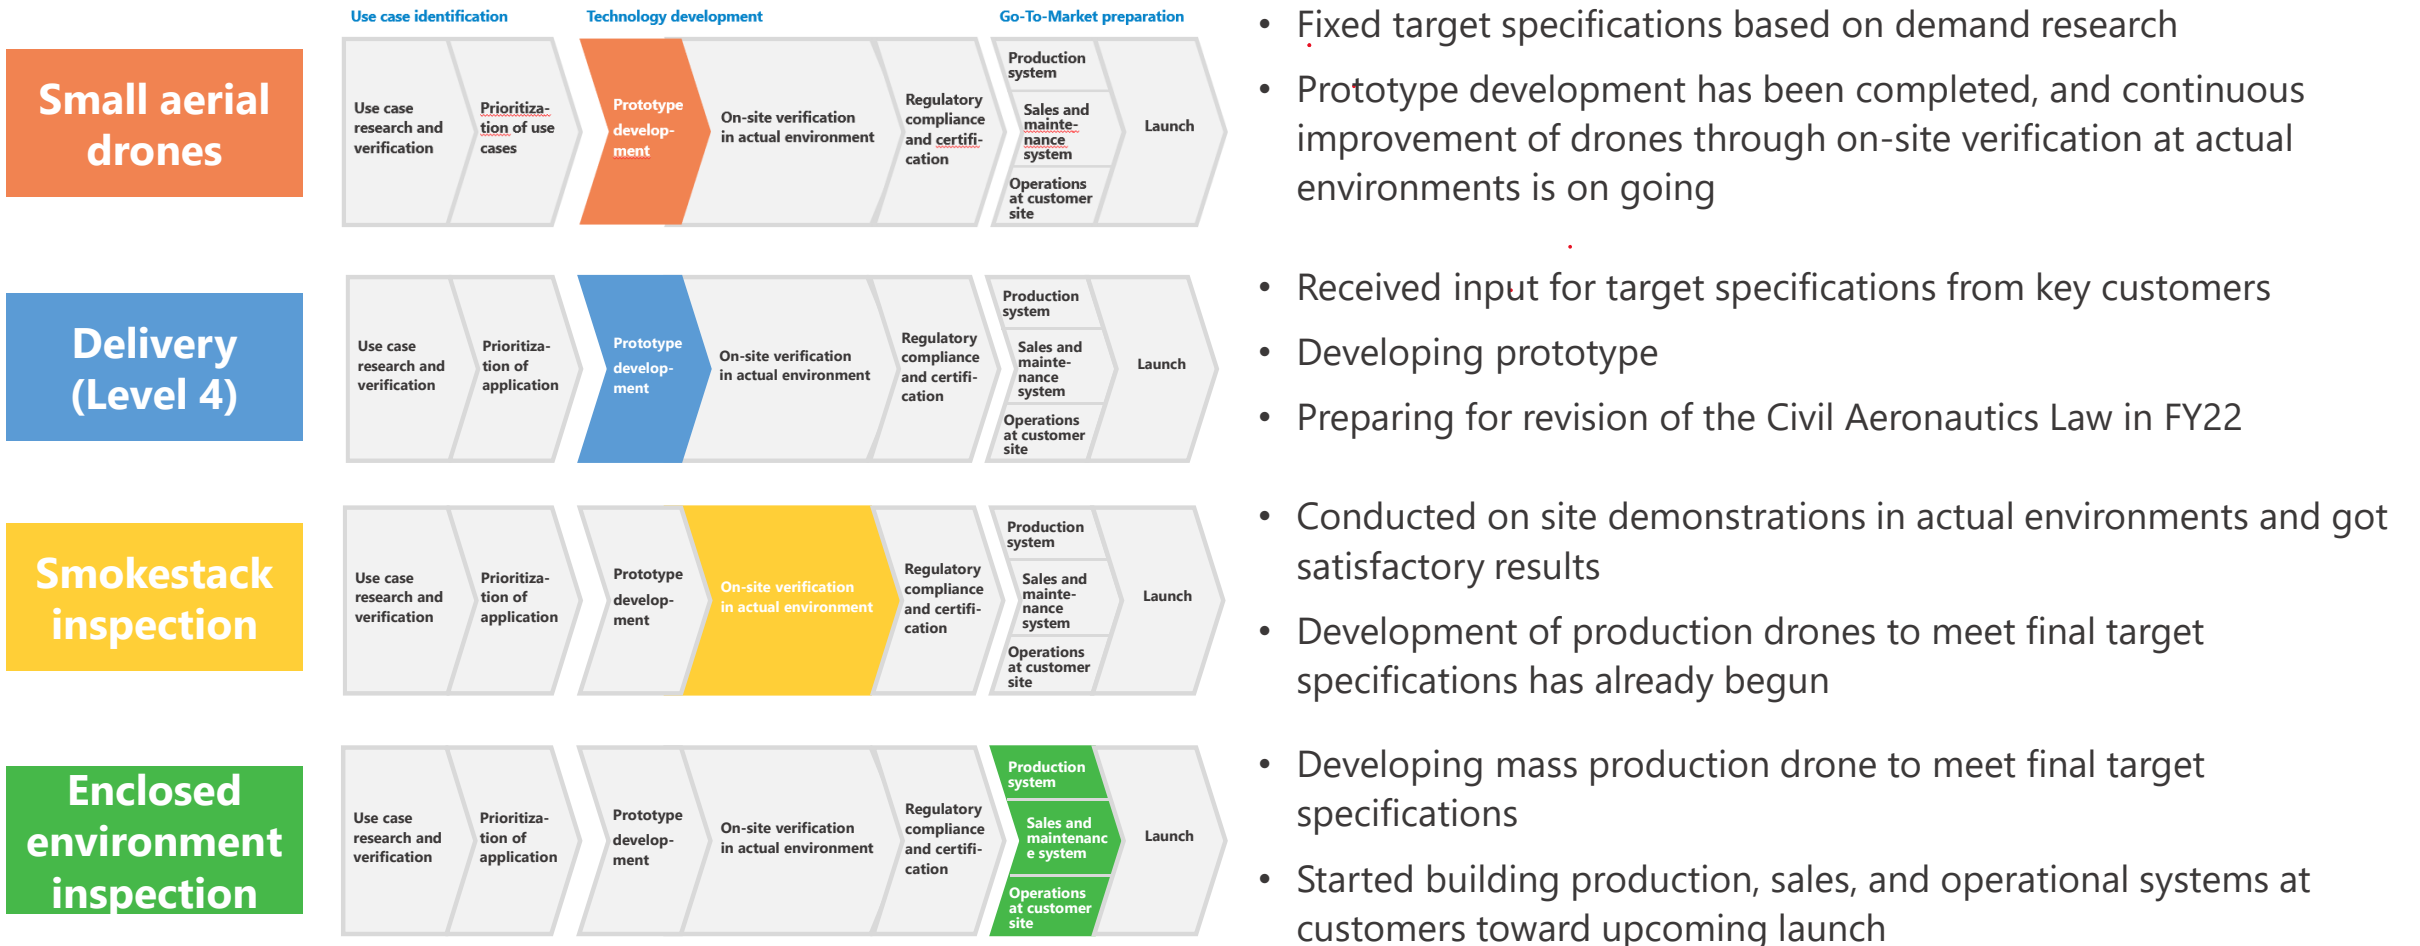 Use case identification
Technology development
Go-To-Market preparation
Small aerial
drones
Use case
research and
verification
Prioritiza-
tion of use
cases
Prototype
develop-
ment
On-site verification
in actual environment
Regulatory
compliance
and certifi-
cation
Production
system
Sales and
mainte-
nance
system
Operations
at customer
site
Launch
• Fixed target specifications based on demand research
• Prototype development has been completed, and continuous
improvement of drones through on-site verification at actual
environments is on going
Delivery
(Level 4)
Use case
research and
verification
Prioritiza-
tion of
application
Prototype
develop-
ment
On-site verification
in actual environment
Regulatory
compliance
and certifi-
cation
Production
system
Sales and
mainte-
nance
system
Operations
at customer
site
Launch
• Received input for target specifications from key customers
• Developing prototype
• Preparing for revision of the Civil Aeronautics Law in FY22
Smokestack
inspection
Use case
research and
verification
Prioritiza-
tion of
application
Prototype
develop-
ment
On-site verification
in actual environment
Regulatory
compliance
and certifi-
cation
Production
system
Sales and
mainte-
nance
system
Operations
at customer
site
Launch
• Conducted on site demonstrations in actual environments and got
satisfactory results
• Development of production drones to meet final target
specifications has already begun
Enclosed
environment
inspection
Use case
research and
verification
Prioritiza-
tion of
application
Prototype
develop-
ment
On-site verification
in actual environment
Regulatory
compliance
and certifi-
cation
Production
system
Sales and
maintenanc
e system
Operations
at customer
site
Launch
• Developing mass production drone to meet final target
specifications
• Started building production, sales, and operational systems at
customers toward upcoming launch